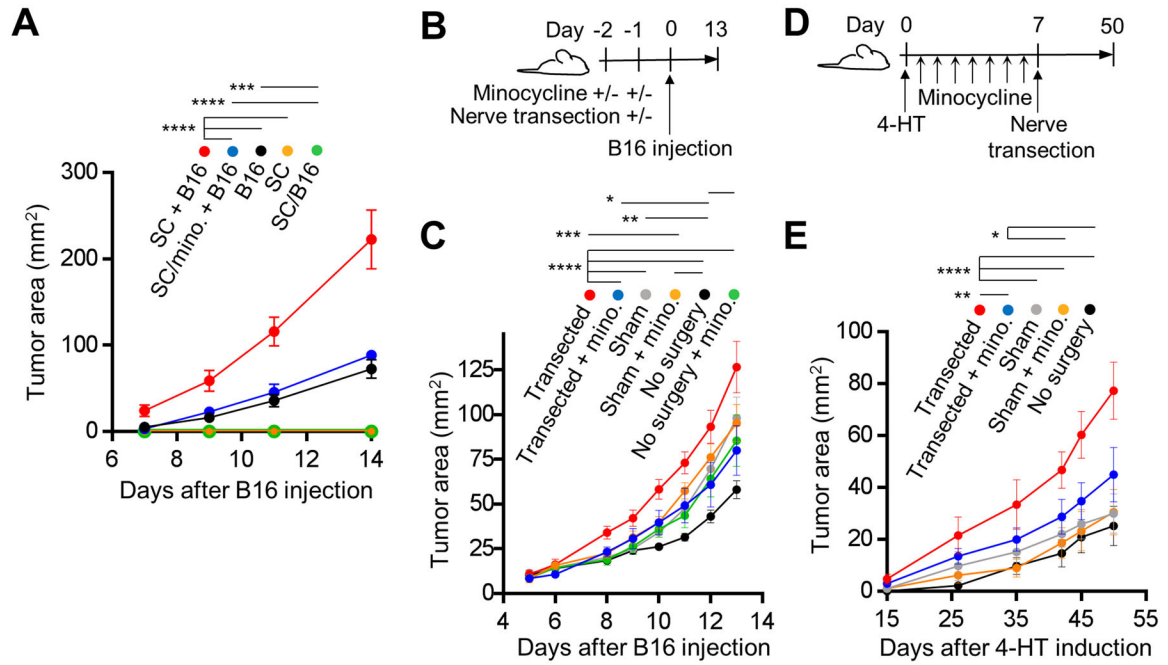 A
***
****
****
SC + B16
SC/mino. + B16
B16
SC
SC/B16
300
200
100
0
6
8
10
12
14
Tumor area (mm²)
Days after B16 injection
B
Day -2 -1 0 13
Minocycline +/- +/-
Nerve transection +/-
B16 injection
C
*
**
***
****
Transected
Transected + mino.
Sham
Sham + mino.
No surgery
No surgery + mino.
125
100
75
50
25
0
4
6
8
10
12
14
Tumor area (mm²)
Days after B16 injection
D
Day 0 7 50
Minocycline
4-HT
Nerve
transection
E
*
****
**
Transected
Transected + mino.
Sham
Sham + mino.
No surgery
100
80
60
40
20
0
15
25
35
45
55
Tumor area (mm²)
Days after 4-HT induction